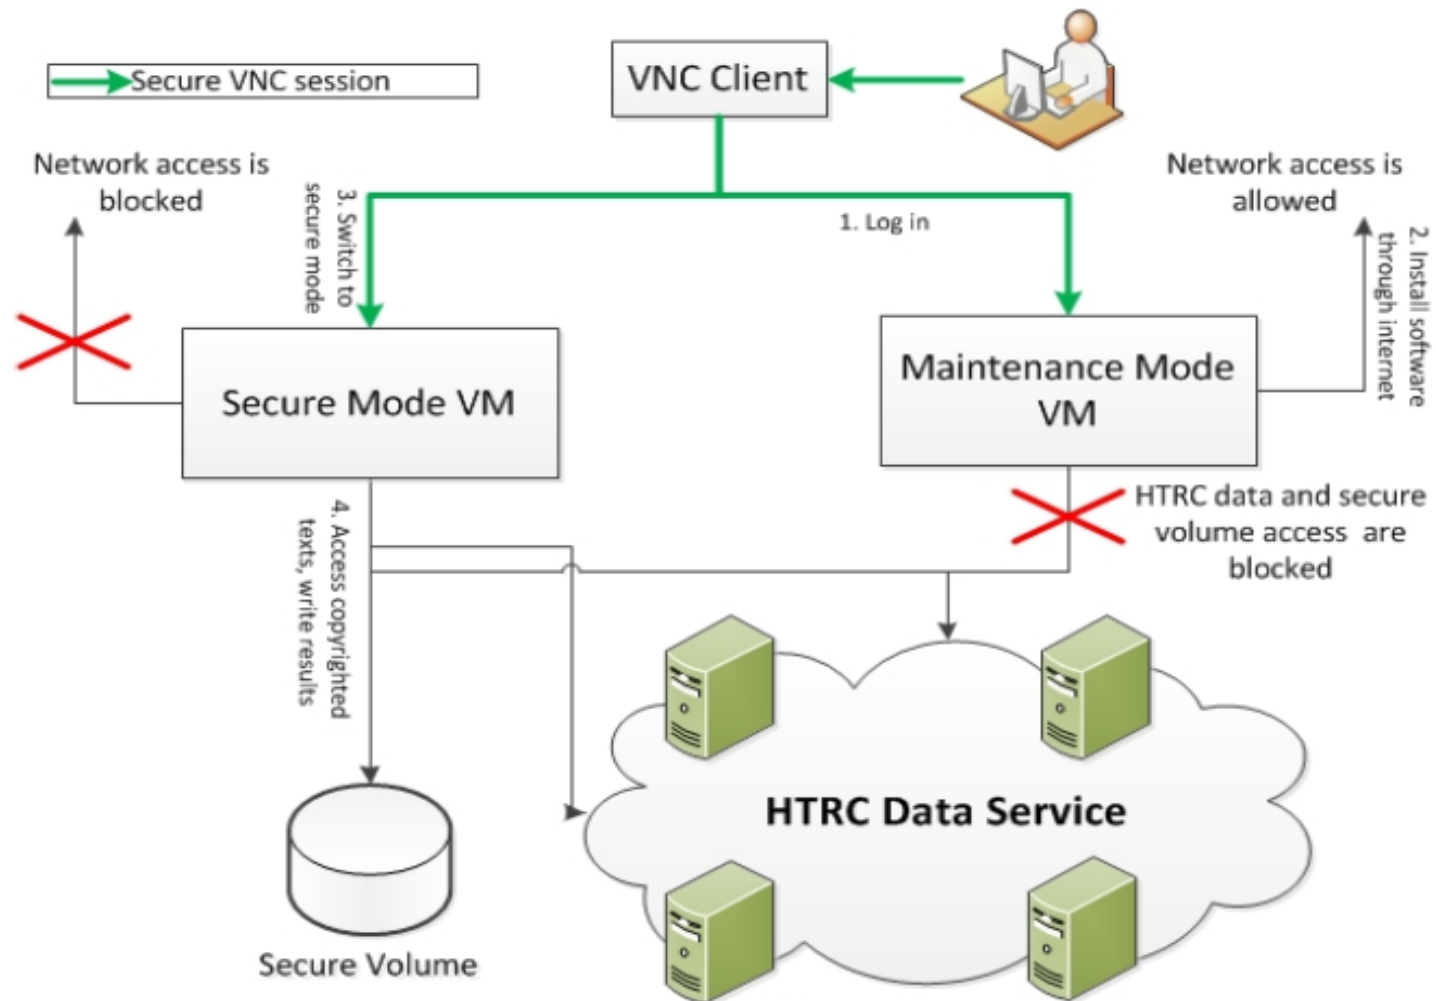 Secure VNC session
VNC Client
Network access is
blocked
3. Switch to
secure mode
1. Log in
Network access is
allowed
2. Install software
through internet
Secure Mode VM
Maintenance Mode
VM
HTRC data and secure
volume access are
blocked
4. Access copyrighted
texts, write results
HTRC Data Service
Secure Volume